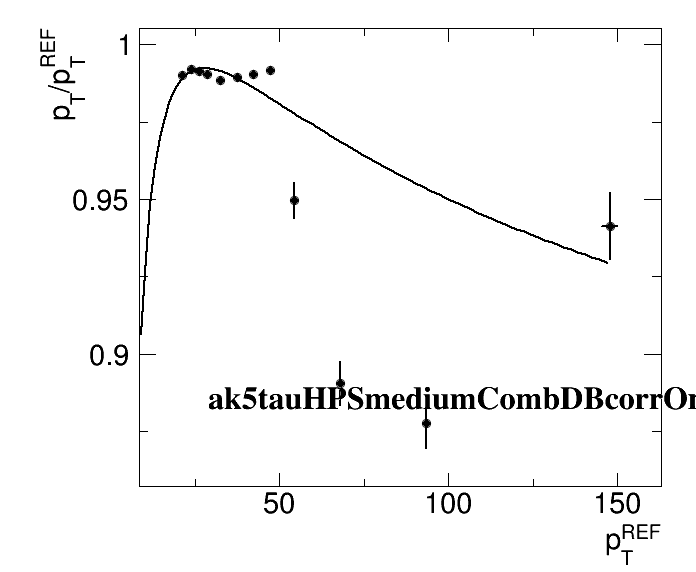 p_T/p_T^REF
1
0.95
0.9
ak5tauHPSmediumCombDBcorrOn
50 100 150
p_T^REF